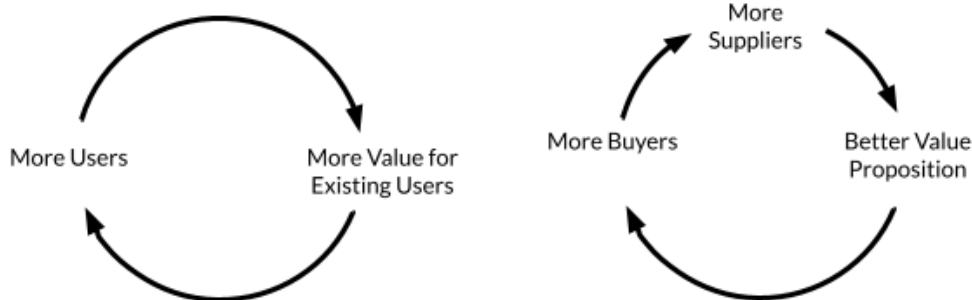 More Users
More Value for
Existing Users
More
Suppliers
More Buyers
Better Value
Proposition